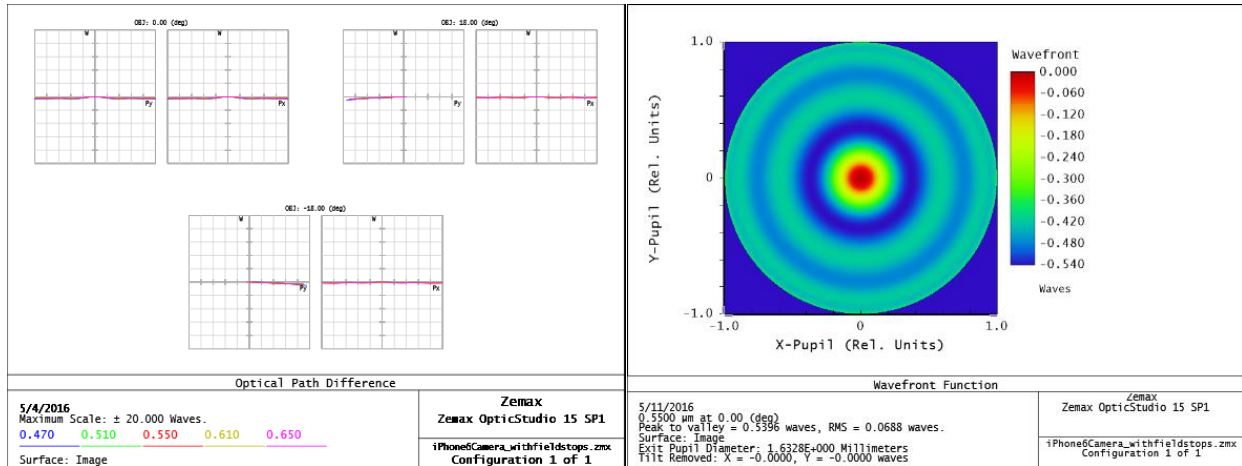 OBJ: 0.00 (deg)
OBJ: 18.00 (deg)
W
W
W
W
Py
Px
Py
Px
OBJ: -18.00 (deg)
W
W
Py
Px
Optical Path Difference
5/4/2016
Maximum Scale: ± 20.000 Waves.
0.470 0.510 0.550 0.610 0.650
Surface: Image
Zemax
Zemax OpticStudio 15 SP1
iPhone6Camera_withfieldstops.zmx
Configuration 1 of 1
Wavefront
0.000
-0.060
-0.120
-0.180
-0.240
-0.300
-0.360
-0.420
-0.480
-0.540
Waves
1.0
0
-1.0
Y-Pupil (Rel. Units)
-1.0 0 1.0
X-Pupil (Rel. Units)
Wavefront Function
5/11/2016
0.5500 µm at 0.00 (deg)
Peak to valley = 0.5396 waves, RMS = 0.0688 waves.
Surface: Image
Exit Pupil Diameter: 1.6328E+000 Millimeters
Tilt Removed: X = -0.0000, Y = -0.0000 waves
Zemax
Zemax OpticStudio 15 SP1
iPhone6Camera_withfieldstops.zmx
Configuration 1 of 1